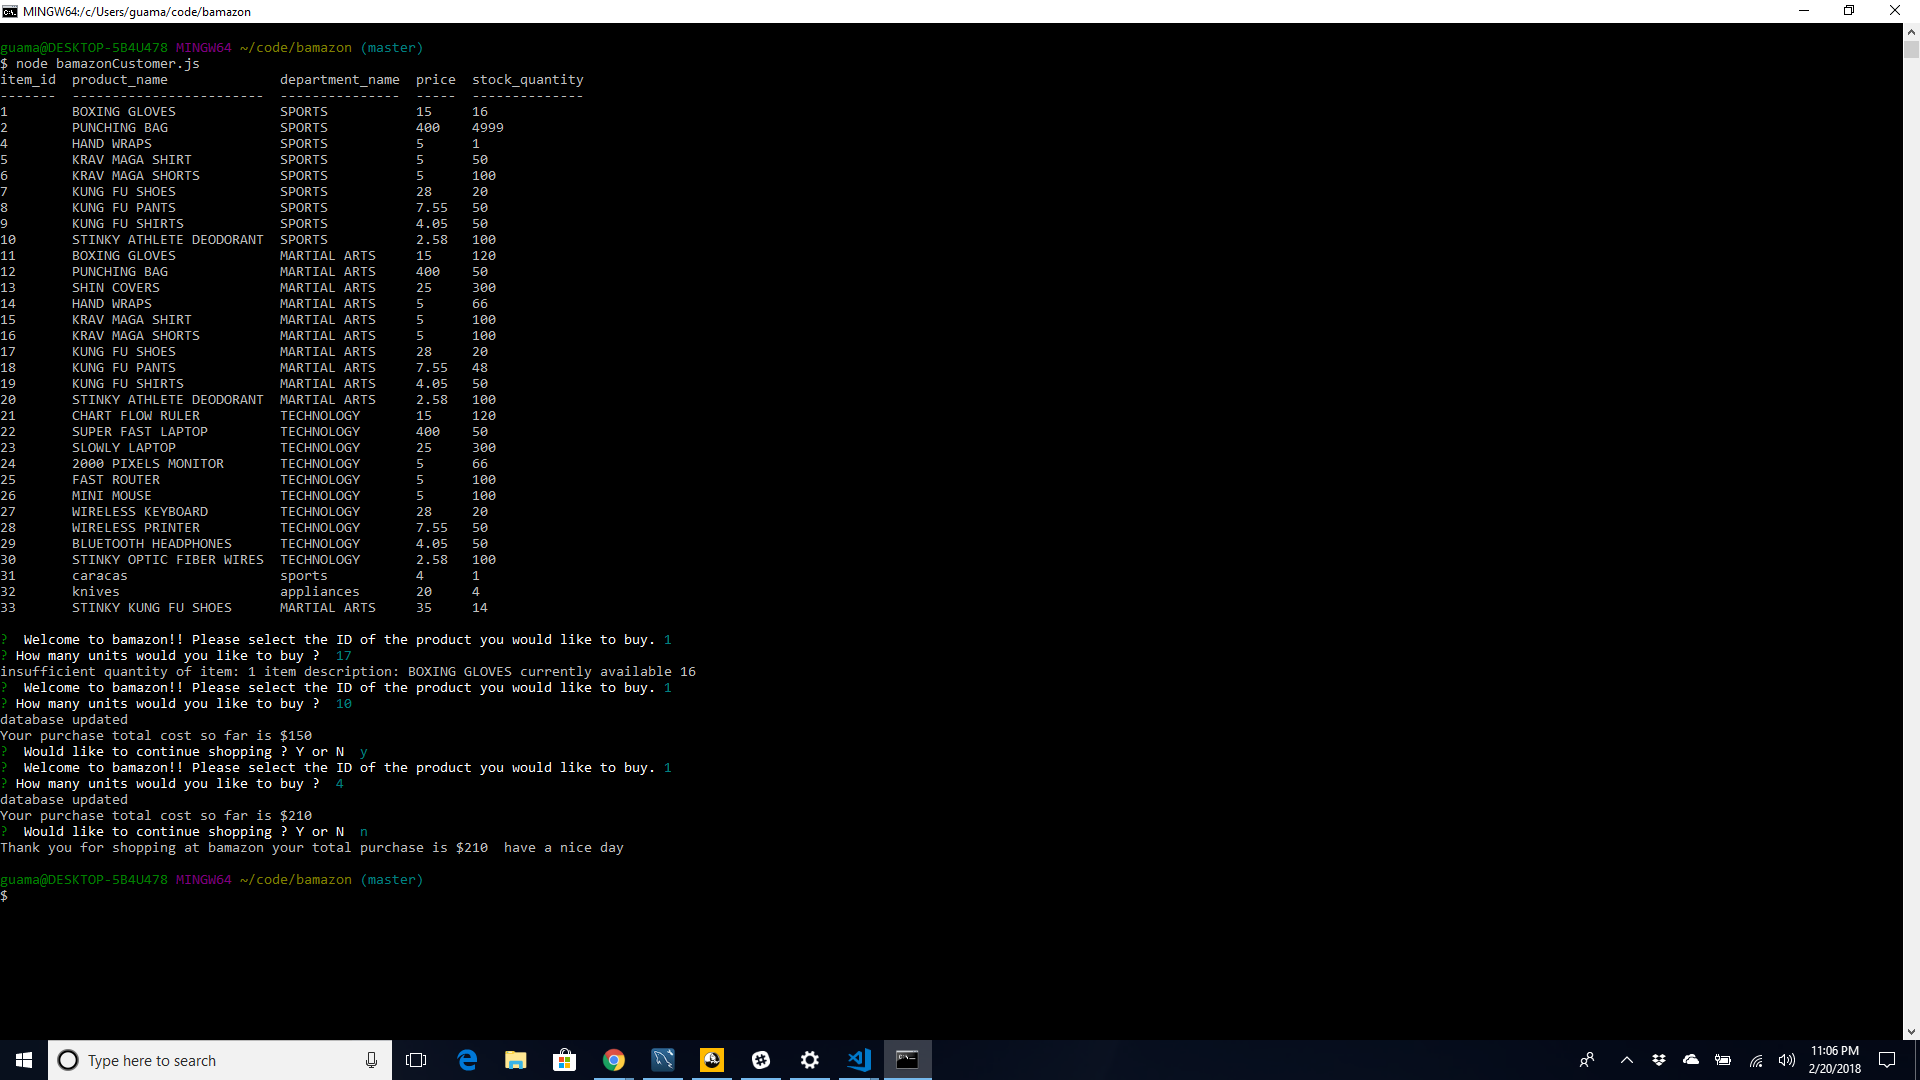 MINGW64:/c/Users/guama/code/bamazon
guama@DESKTOP-5B4U478 MINGW64 ~/code/bamazon (master)
$ node bamazonCustomer.js
item_id  product_name              department_name  price  stock_quantity
-------  ------------------------  ---------------  -----  --------------
1        BOXING GLOVES             SPORTS           15     16
2        PUNCHING BAG              SPORTS           400    4999
4        HAND WRAPS                SPORTS           5      1
5        KRAV MAGA SHIRT           SPORTS           5      50
6        KRAV MAGA SHORTS          SPORTS           5      100
7        KUNG FU SHOES             SPORTS           28     20
8        KUNG FU PANTS             SPORTS           7.55   50
9        KUNG FU SHIRTS            SPORTS           4.05   50
10       STINKY ATHLETE DEODORANT  SPORTS           2.58   100
11       BOXING GLOVES             MARTIAL ARTS     15     120
12       PUNCHING BAG              MARTIAL ARTS     400    50
13       SHIN COVERS               MARTIAL ARTS     25     300
14       HAND WRAPS                MARTIAL ARTS     5      66
15       KRAV MAGA SHIRT           MARTIAL ARTS     5      100
16       KRAV MAGA SHORTS          MARTIAL ARTS     5      100
17       KUNG FU SHOES             MARTIAL ARTS     28     20
18       KUNG FU PANTS             MARTIAL ARTS     7.55   48
19       KUNG FU SHIRTS            MARTIAL ARTS     4.05   50
20       STINKY ATHLETE DEODORANT  MARTIAL ARTS     2.58   100
21       CHART FLOW RULER          TECHNOLOGY       15     120
22       SUPER FAST LAPTOP         TECHNOLOGY       400    50
23       SLOWLY LAPTOP             TECHNOLOGY       25     300
24       2000 PIXELS MONITOR       TECHNOLOGY       5      66
25       FAST ROUTER               TECHNOLOGY       5      100
26       MINI MOUSE                TECHNOLOGY       5      100
27       WIRELESS KEYBOARD         TECHNOLOGY       28     20
28       WIRELESS PRINTER          TECHNOLOGY       7.55   50
29       BLUETOOTH HEADPHONES      TECHNOLOGY       4.05   50
30       STINKY OPTIC FIBER WIRES  TECHNOLOGY       2.58   100
31       caracas                   sports           4      1
32       knives                    appliances       20     4
33       STINKY KUNG FU SHOES      MARTIAL ARTS     35     14
?  Welcome to bamazon!! Please select the ID of the product you would like to buy. 1
? How many units would you like to buy ?  17
insufficient quantity of item: 1 item description: BOXING GLOVES currently available 16
?  Welcome to bamazon!! Please select the ID of the product you would like to buy. 1
? How many units would you like to buy ?  10
database updated
Your purchase total cost so far is $150
?  Would like to continue shopping ? Y or N  y
?  Welcome to bamazon!! Please select the ID of the product you would like to buy. 1
? How many units would you like to buy ?  4
database updated
Your purchase total cost so far is $210
?  Would like to continue shopping ? Y or N  n
Thank you for shopping at bamazon your total purchase is $210  have a nice day
guama@DESKTOP-5B4U478 MINGW64 ~/code/bamazon (master)
$
Type here to search
11:06 PM
2/20/2018